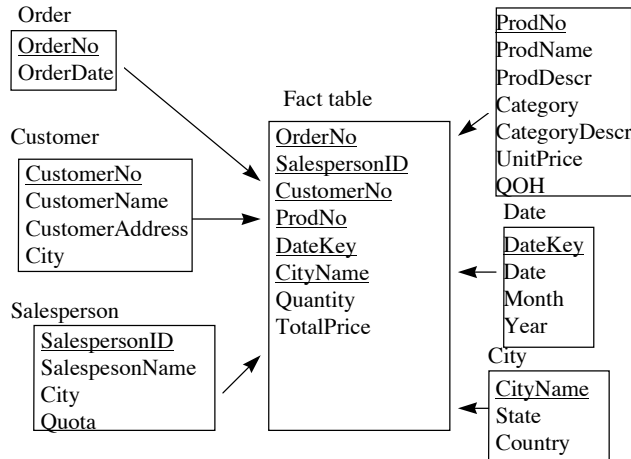 Order
OrderNo
OrderDate
Customer
CustomerNo
CustomerName
CustomerAddress
City
Salesperson
SalespersonID
SalespesonName
City
Quota
Fact table
OrderNo
SalespersonID
CustomerNo
ProdNo
DateKey
CityName
Quantity
TotalPrice
ProdNo
ProdName
ProdDescr
Category
CategoryDescr
UnitPrice
QOH
Date
DateKey
Date
Month
Year
City
CityName
State
Country